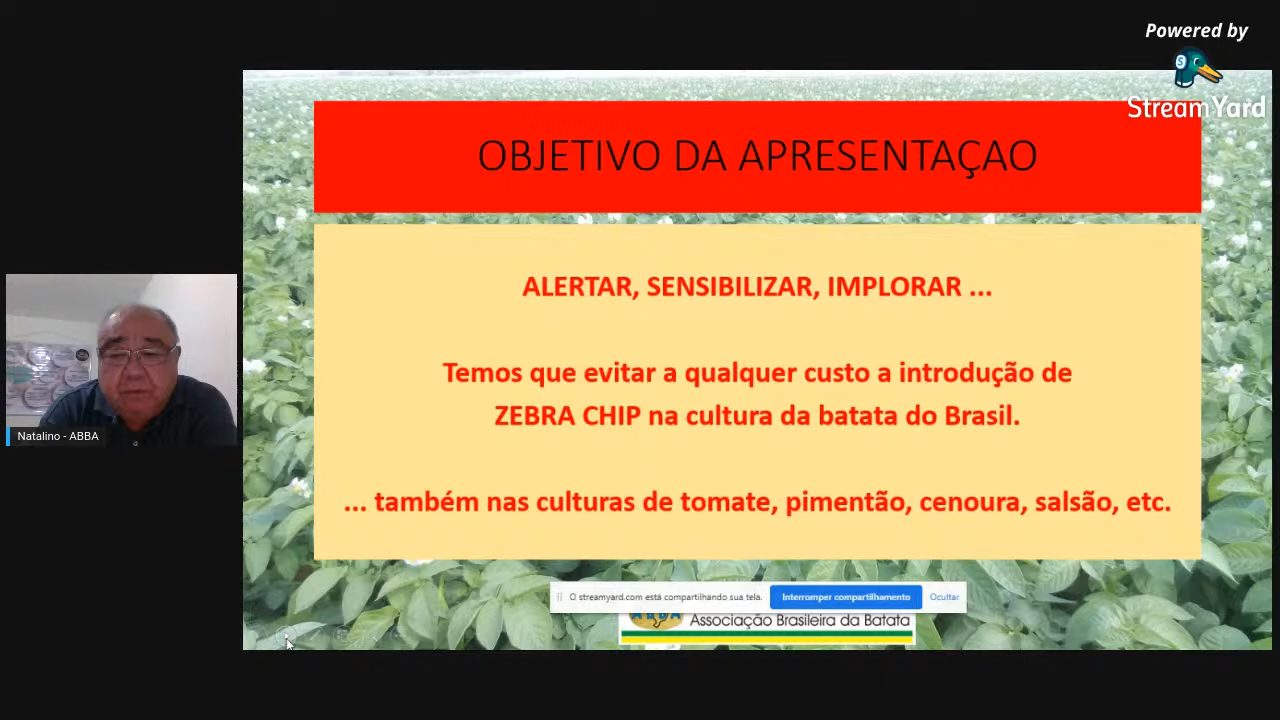 Powered by
StreamYard
OBJETIVO DA APRESENTAÇAO
ALERTAR, SENSIBILIZAR, IMPLORAR ...
Temos que evitar a qualquer custo a introdução de
ZEBRA CHIP na cultura da batata do Brasil.
... também nas culturas de tomate, pimentão, cenoura, salsão, etc.
Natalino - ABBA
O streamyard.com está compartilhando sua tela.
Interromper compartilhamento
Ocultar
ABBA
Associação Brasileira da Batata